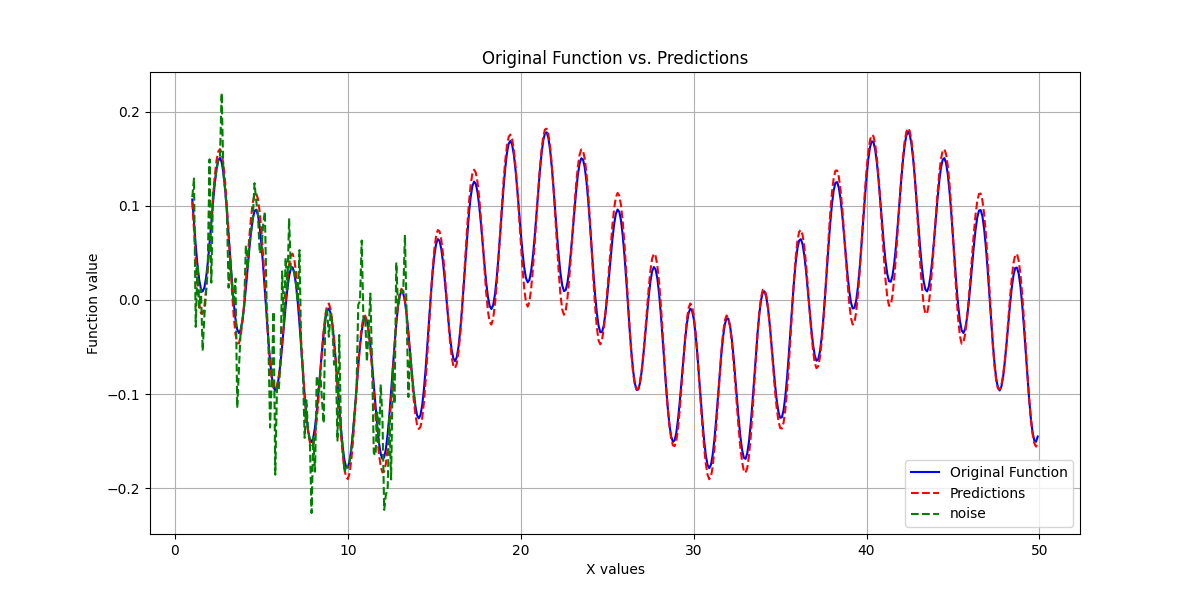 Original Function vs. Predictions
Function value
0.2
0.1
0.0
−0.1
−0.2
0 10 20 30 40 50
X values
Original Function
Predictions
noise